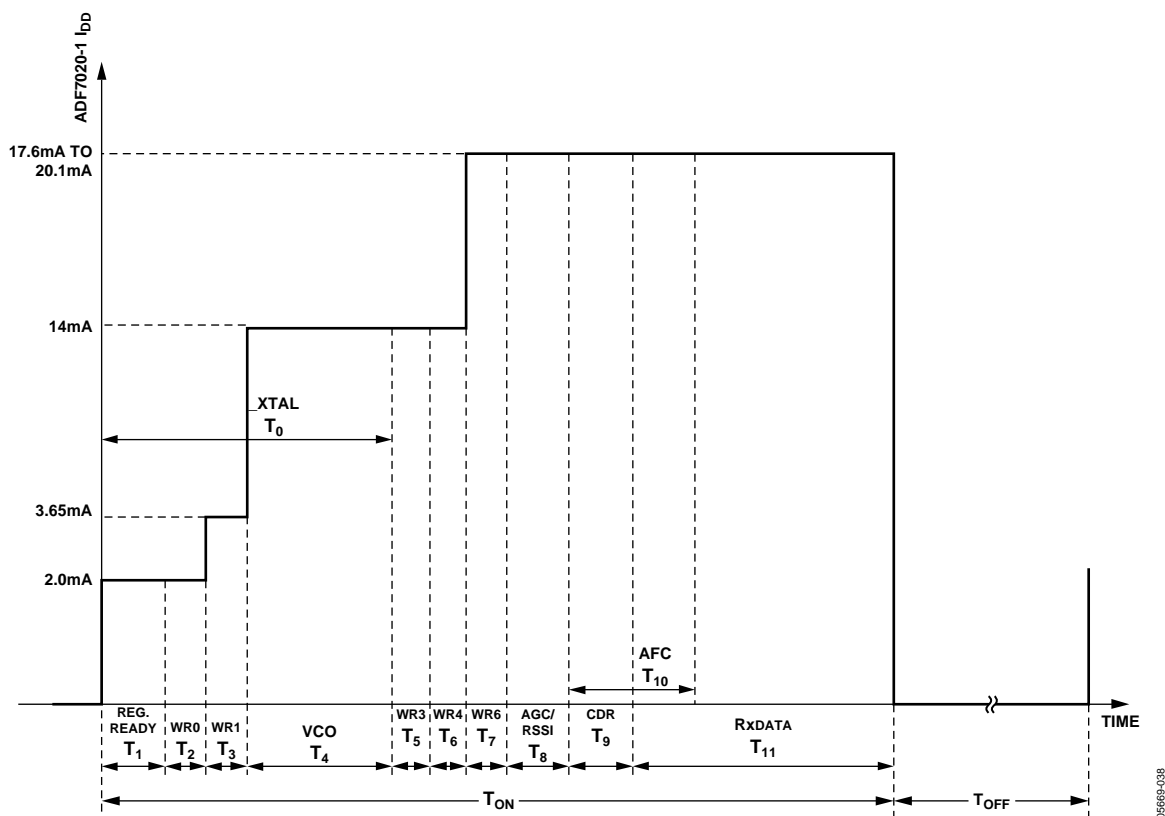 ADF7020-1 IDD
17.6mA TO
20.1mA
14mA
_XTAL
T0
3.65mA
2.0mA
AFC
T10
REG.
READY
T1
WR0
T2
WR1
T3
VCO
T4
WR3
T5
WR4
T6
WR6
T7
AGC/
RSSI
T8
CDR
T9
RxDATA
T11
TIME
TON
TOFF
05669-038